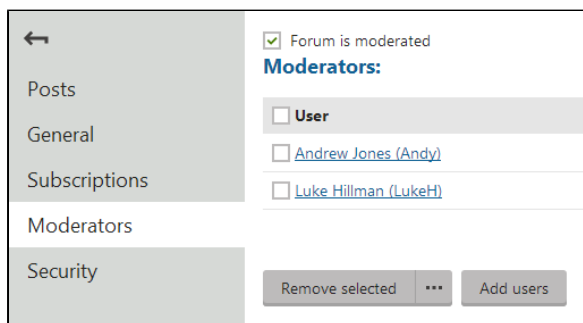 Posts
General
Subscriptions
Moderators
Security
Forum is moderated
Moderators:
User
Andrew Jones (Andy)
Luke Hillman (LukeH)
Remove selected ••• Add users